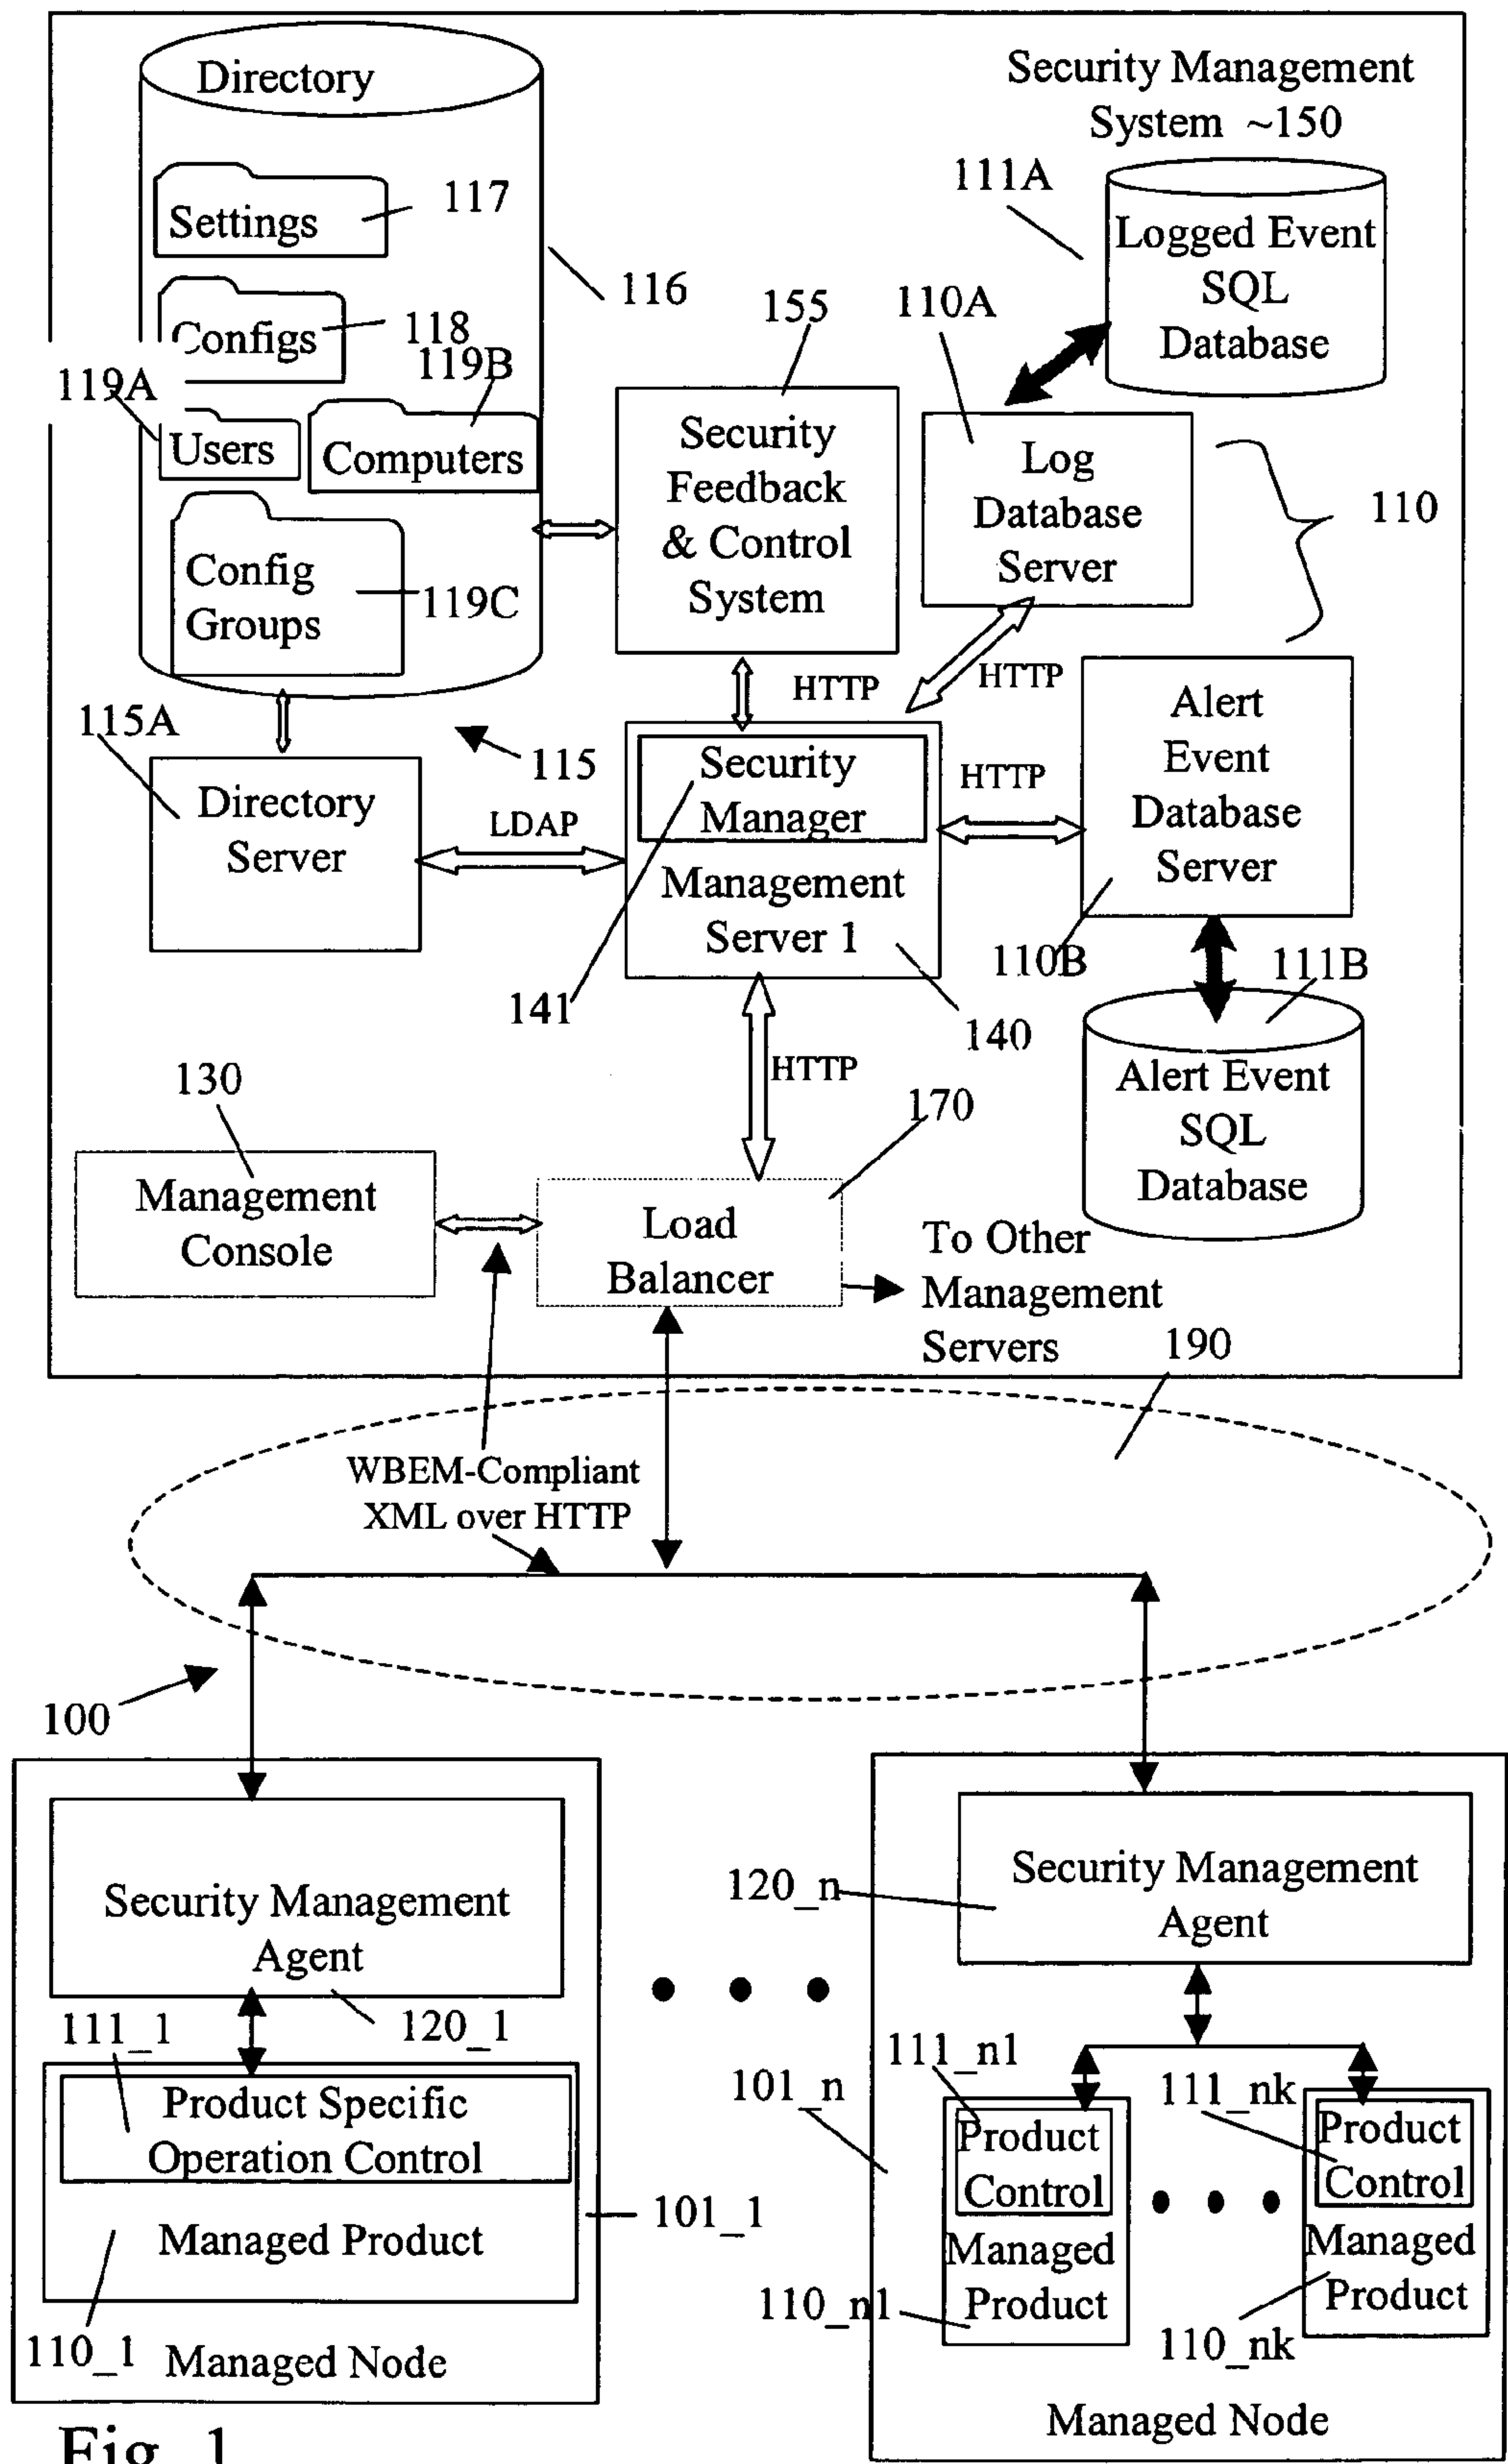 Directory
Security Management
System ~150
Settings
117
111A
Logged Event
SQL
Database
116
155
110A
Configs
118
119A
119B
Users
Computers
Security
Feedback
& Control
System
Log
Database
Server
110
Config
Groups
119C
HTTP
HTTP
115A
115
Directory
Server
LDAP
Security
Manager
Management
Server 1
HTTP
Alert
Event
Database
Server
141
140
110B
111B
HTTP
Alert Event
SQL
Database
130
170
Management
Console
Load
Balancer
To Other
Management
Servers
190
WBEM-Compliant
XML over HTTP
100
Security Management
Agent
120_1
111_1
Product Specific
Operation Control
101_1
Managed Product
110_1
Managed Node
120_n
Security Management
Agent
111_n1
101_n
111_nk
Product
Control
Product
Control
Managed
Product
Managed
Product
110_n1
110_nk
Managed Node
Fig. 1